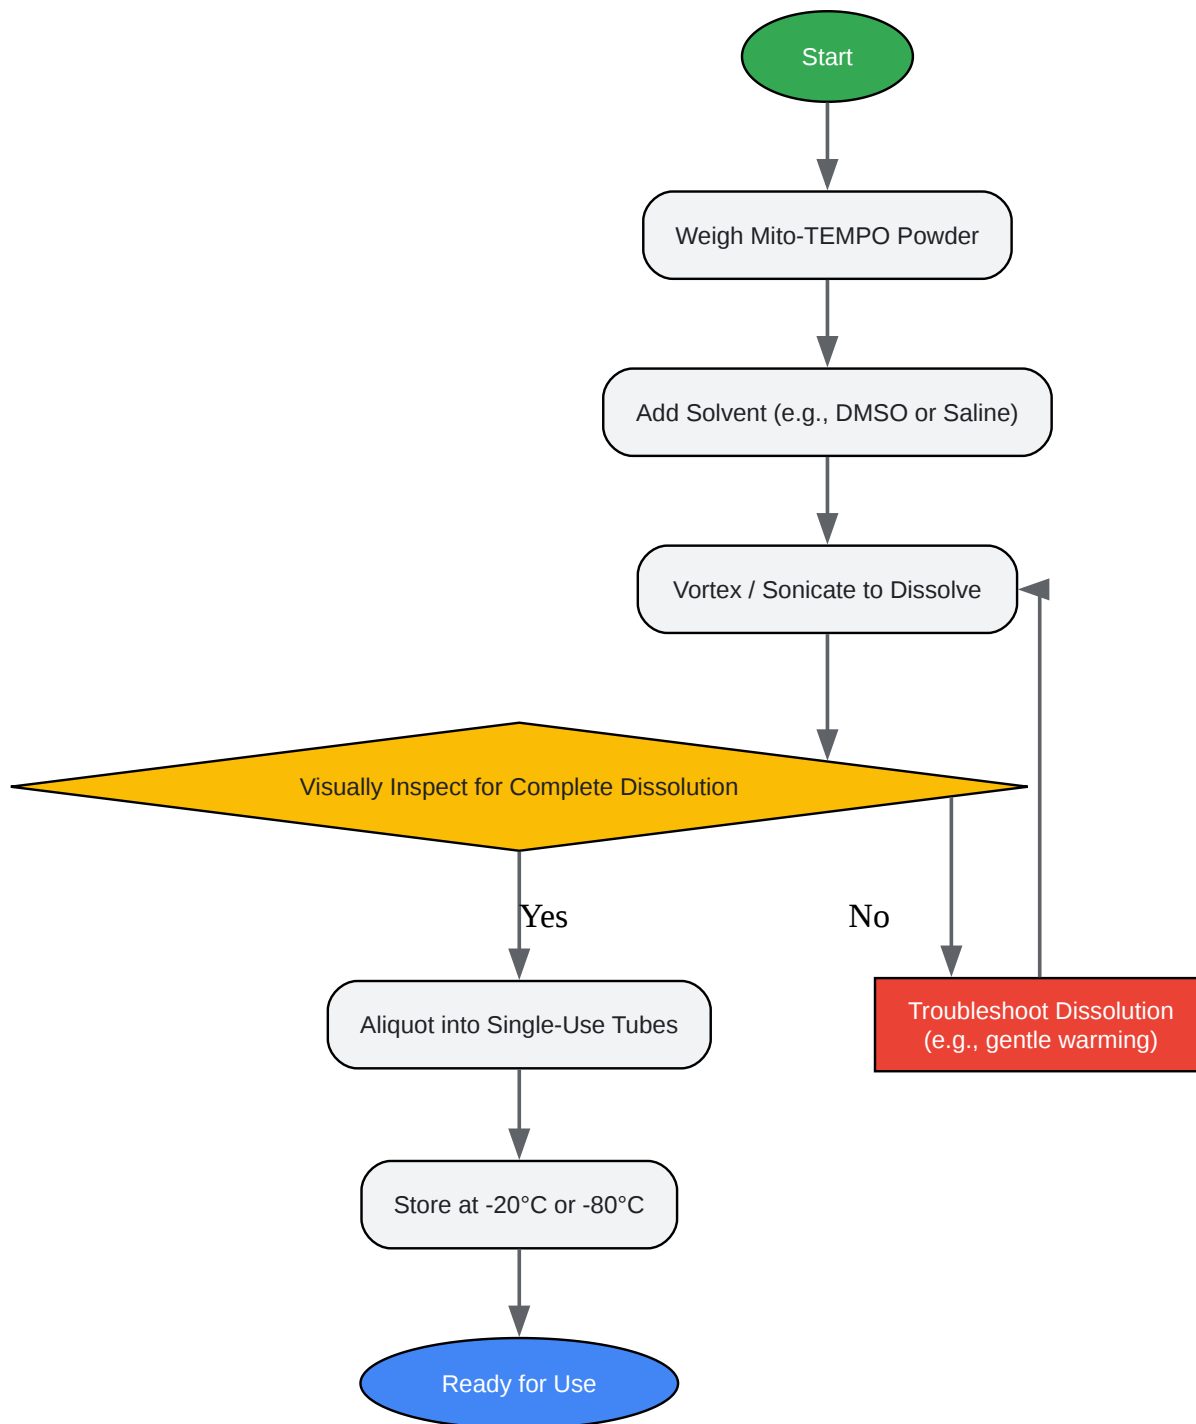 Start
Weigh Mito-TEMPO Powder
Add Solvent (e.g., DMSO or Saline)
Vortex / Sonicate to Dissolve
Visually Inspect for Complete Dissolution
Yes
No
Aliquot into Single-Use Tubes
Troubleshoot Dissolution
(e.g., gentle warming)
Store at -20°C or -80°C
Ready for Use